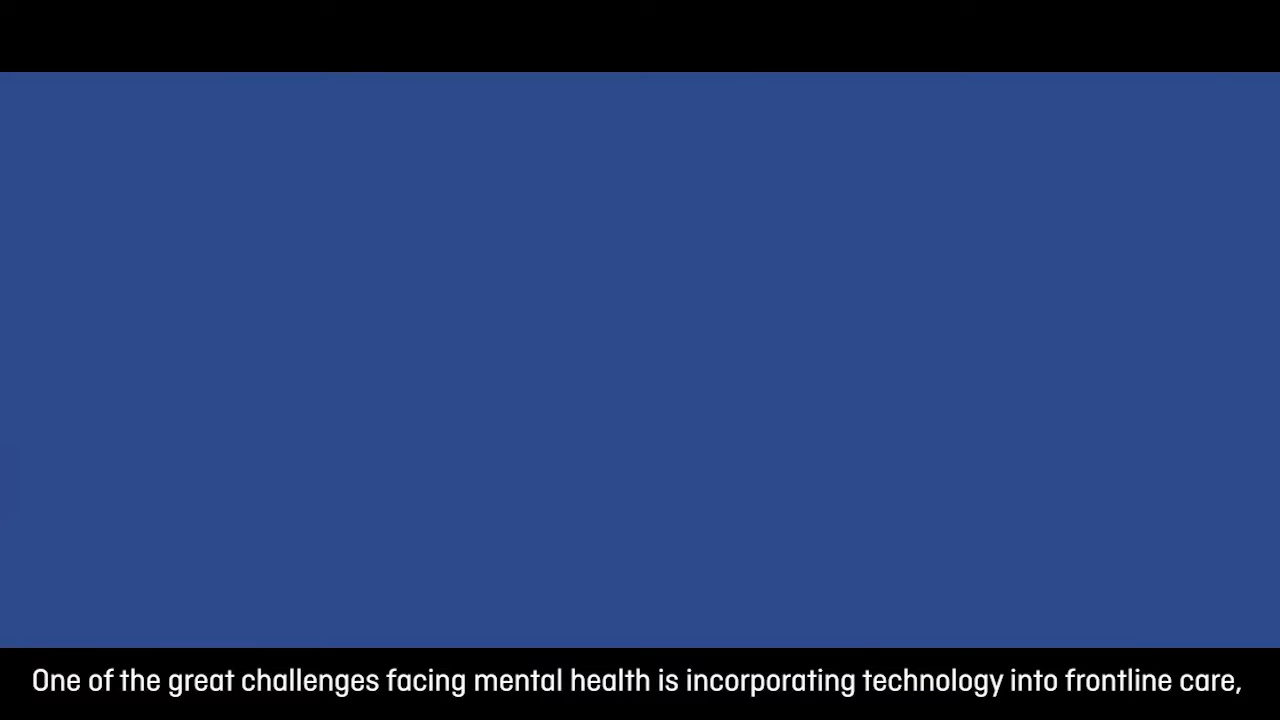 One of the great challenges facing mental health is incorporating technology into frontline care,